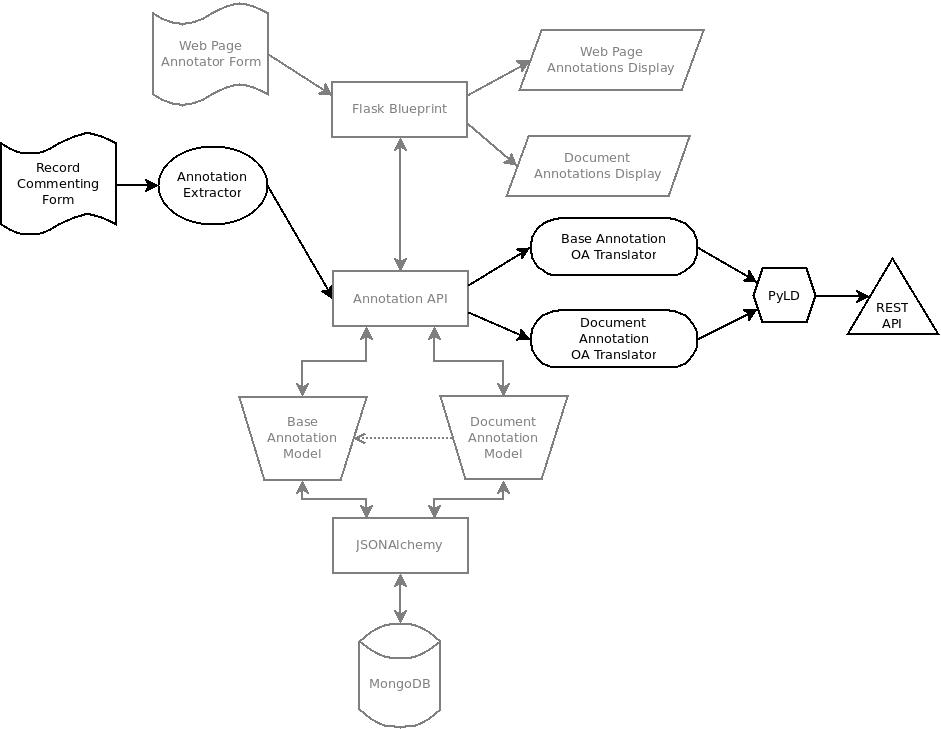 Web Page
Annotator Form
Web Page
Annotations Display
Flask Blueprint
Document
Annotations Display
Record
Commenting
Form
Annotation
Extractor
Base Annotation
OA Translator
Annotation API
PyLD
REST
API
Document
Annotation
OA Translator
Base
Annotation
Model
Document
Annotation
Model
JSONAlchemy
MongoDB